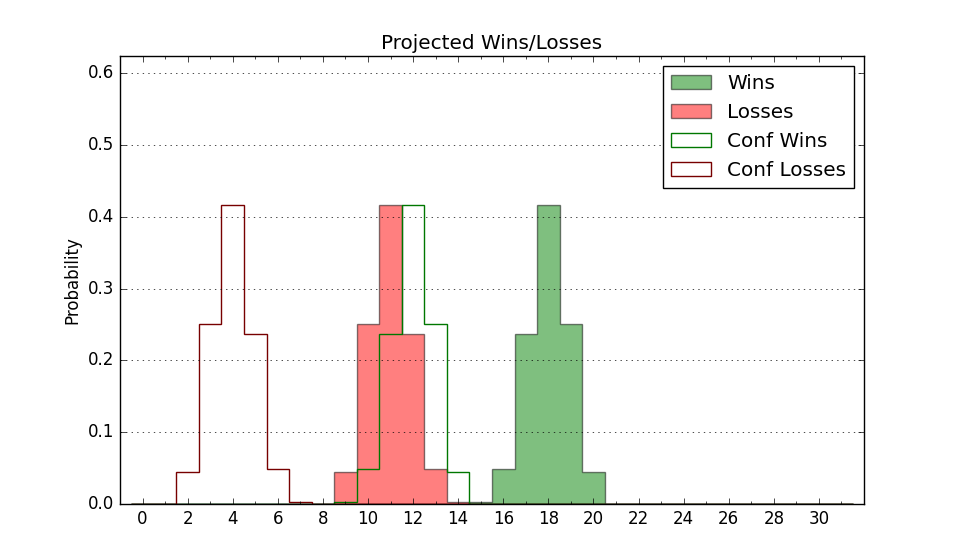 Projected Wins/Losses
Wins
Losses
Conf Wins
Conf Losses
Probability
0.6
0.5
0.4
0.3
0.2
0.1
0.0
0 2 4 6 8 10 12 14 16 18 20 22 24 26 28 30